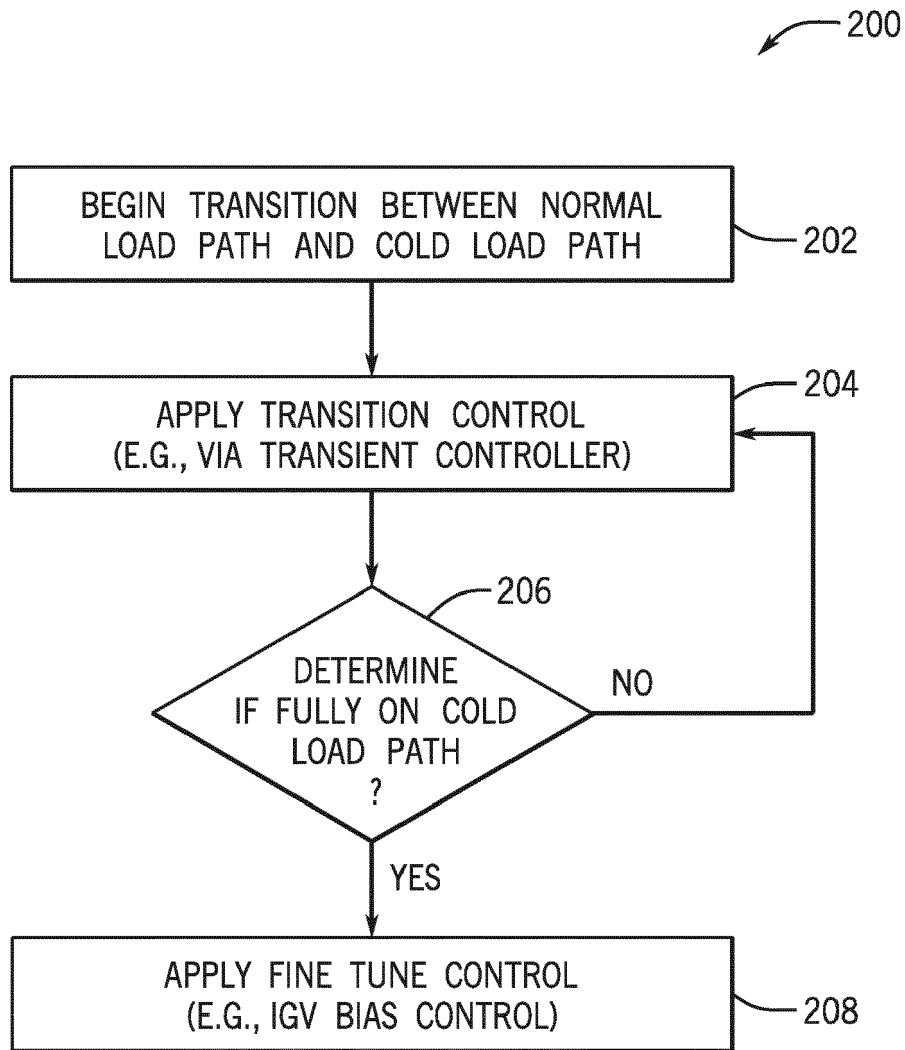 200
BEGIN TRANSITION BETWEEN NORMAL
LOAD PATH AND COLD LOAD PATH
202
204
APPLY TRANSITION CONTROL
(E.G., VIA TRANSIENT CONTROLLER)
206
DETERMINE
IF FULLY ON COLD
LOAD PATH
?
NO
YES
APPLY FINE TUNE CONTROL
(E.G., IGV BIAS CONTROL)
208